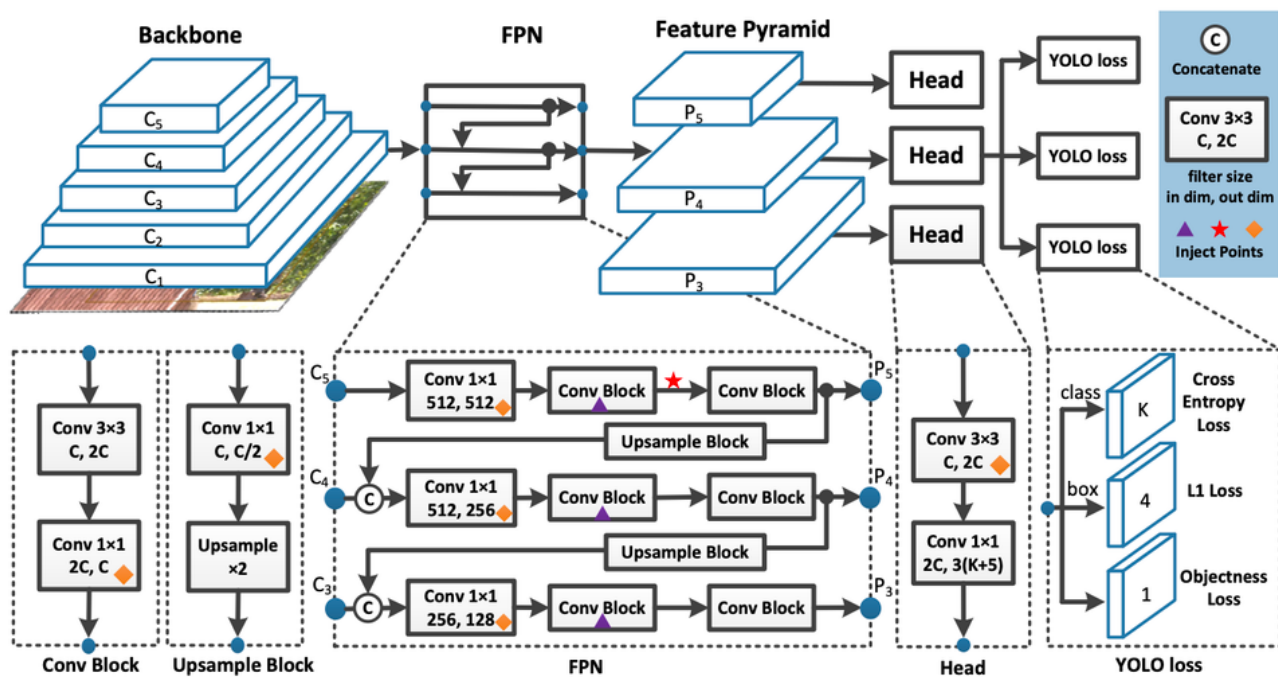 Backbone
FPN
Feature Pyramid
C5
C4
C3
C2
C1
P5
P4
P3
Head
Head
Head
YOLO loss
YOLO loss
YOLO loss
C
Concatenate
Conv 3×3
C, 2C
filter size
in dim, out dim
Inject Points
Conv 3×3
C, 2C
Conv 1×1
2C, C
Conv Block
Conv 1×1
C, C/2
Upsample
×2
Upsample Block
C5
Conv 1×1
512, 512
Conv Block
Conv Block
P5
Upsample Block
C4
C
Conv 1×1
512, 256
Conv Block
Conv Block
P4
Upsample Block
C3
C
Conv 1×1
256, 128
Conv Block
Conv Block
P3
FPN
Conv 3×3
C, 2C
Conv 1×1
2C, 3(K+5)
Head
class
K
Cross
Entropy
Loss
box
4
L1 Loss
1
Objectness
Loss
YOLO loss